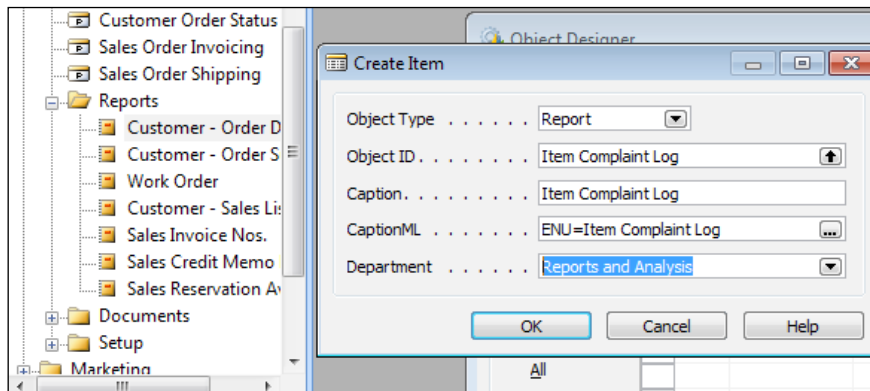 Customer Order Status
Sales Order Invoicing
Sales Order Shipping
Reports
Customer - Order D
Customer - Order S
Work Order
Customer - Sales Lis
Sales Invoice Nos.
Sales Credit Memo
Sales Reservation Av
Documents
Setup
Marketing
Object Designer
Create Item
Object Type . . . . . . Report
Object ID. . . . . . . . . Item Complaint Log
Caption. . . . . . . . . Item Complaint Log
CaptionML . . . . . . . ENU=Item Complaint Log
Department . . . . . . Reports and Analysis
OK Cancel Help
All